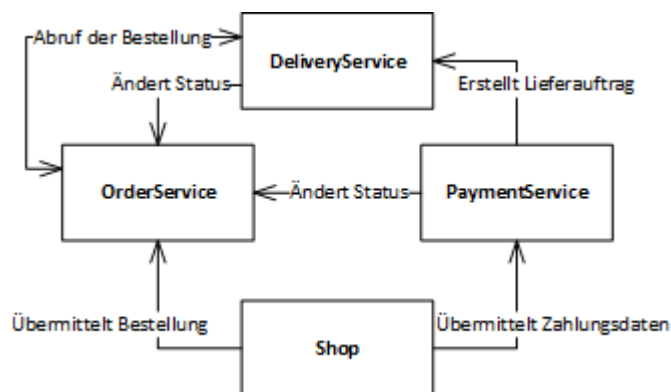 Abruf der Bestellung
DeliveryService
Ändert Status
Erstellt Lieferauftrag
OrderService
Ändert Status
PaymentService
Übermittelt Bestellung
Übermittelt Zahlungsdaten
Shop